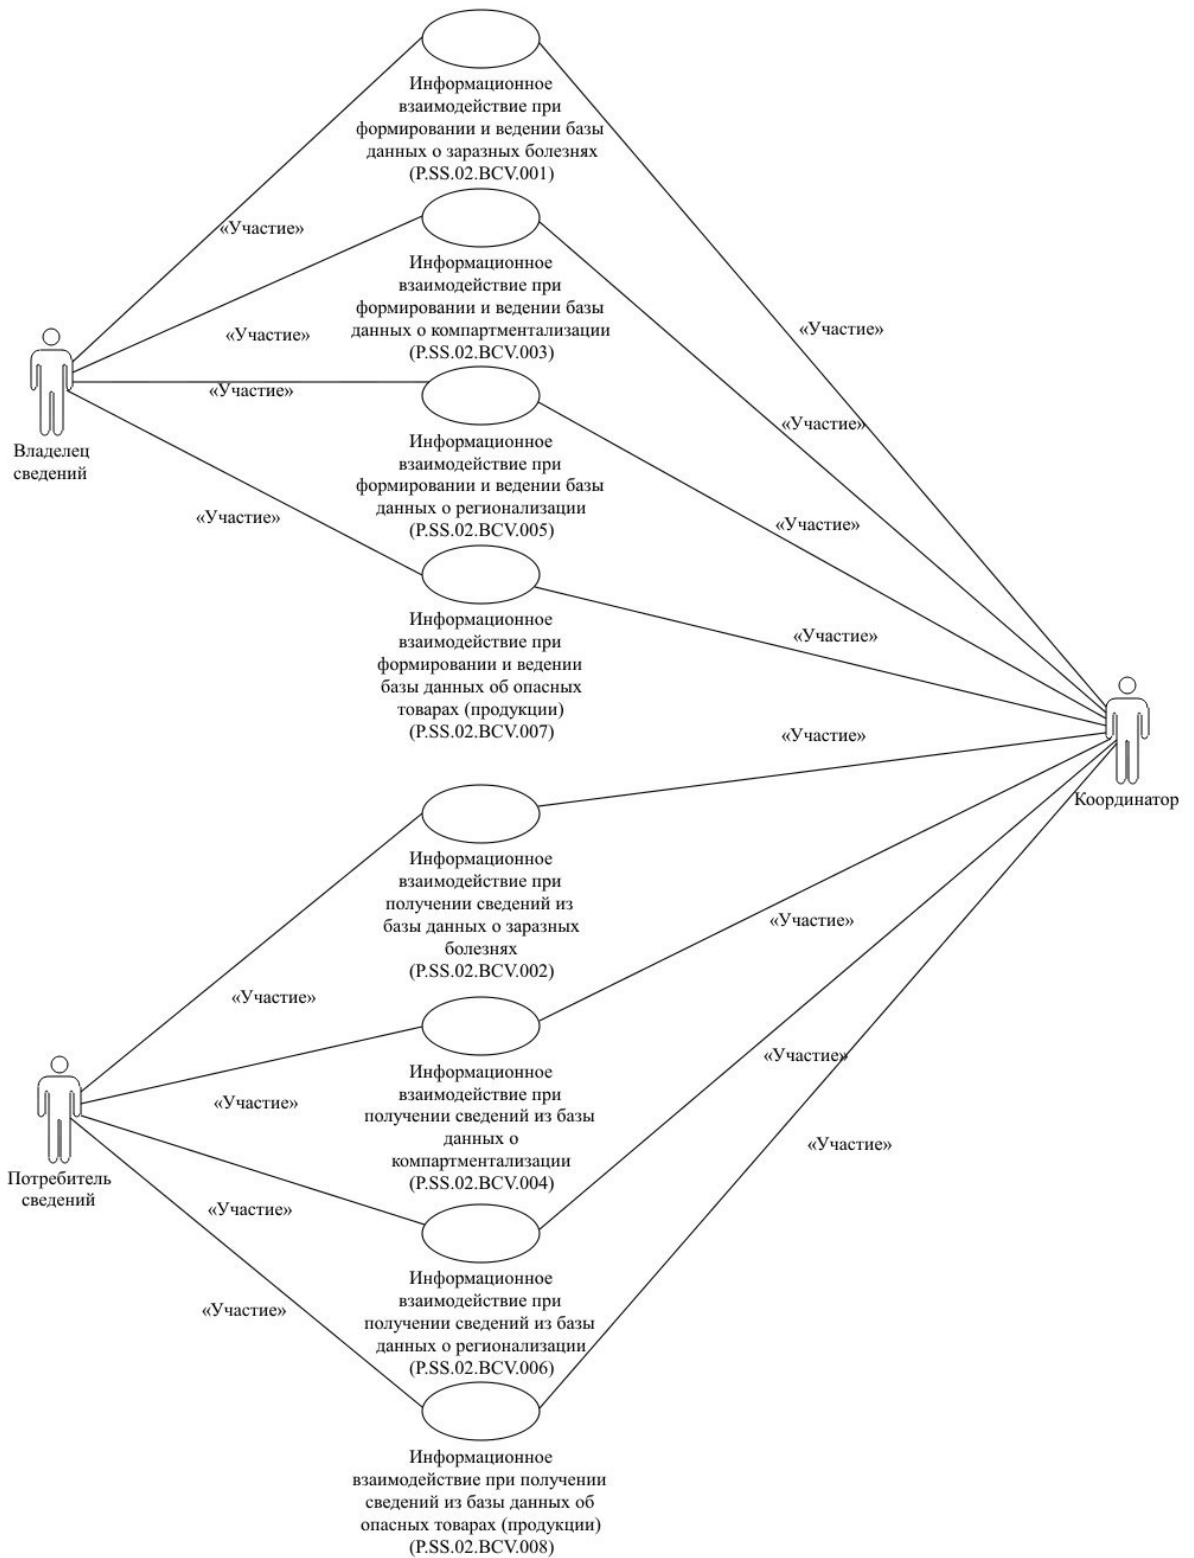 Информационное
взаимодействие при
формировании и ведении базы
данных о заразных болезнях
(P.SS.02.BCV.001)
«Участие»
Информационное
взаимодействие при
формировании и ведении базы
данных о компартментализации
(P.SS.02.BCV.003)
«Участие»
«Участие»
«Участие»
«Участие»
Владелец
сведений
Информационное
взаимодействие при
формировании и ведении базы
данных о регионализации
(P.SS.02.BCV.005)
«Участие»
«Участие»
Информационное
взаимодействие при
формировании и ведении
базы данных об опасных
товарах (продукции)
(P.SS.02.BCV.007)
«Участие»
«Участие»
Координатор
Информационное
взаимодействие при
получении сведений из
базы данных о заразных
болезнях
(P.SS.02.BCV.002)
«Участие»
«Участие»
«Участие»
Информационное
взаимодействие при
получении сведений из базы
данных о
компартментализации
(P.SS.02.BCV.004)
«Участие»
«Участие»
«Участие»
Потребитель
сведений
«Участие»
Информационное
взаимодействие при
получении сведений из базы
данных о регионализации
(P.SS.02.BCV.006)
«Участие»
Информационное
взаимодействие при получении
сведений из базы данных об
опасных товарах (продукции)
(P.SS.02.BCV.008)